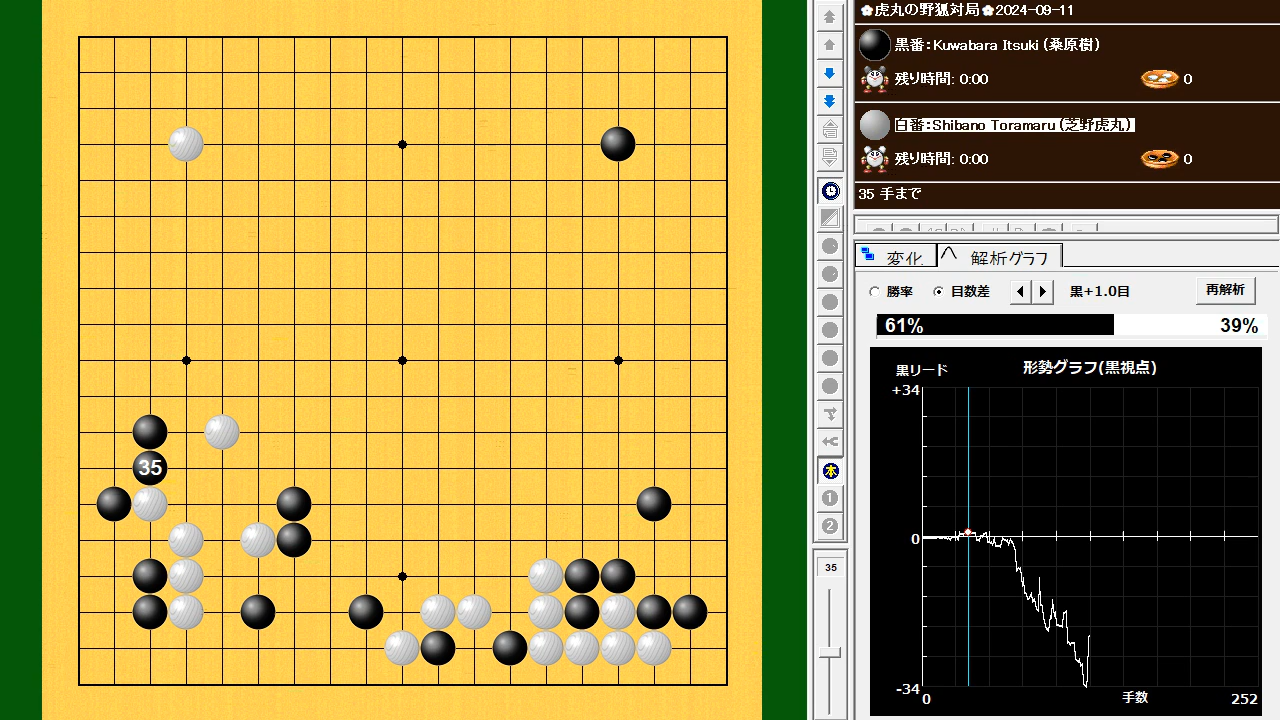 ✿虎丸の野狐対局✿2024-09-11
黒番:Kuwabara Itsuki (桑原樹)
残り時間: 0:00
0
白番:Shibano Toramaru (芝野虎丸)
残り時間: 0:00
0
35 手まで
変化
解析グラフ
勝率
目数差
黒+1.0目
再解析
61%
39%
形勢グラフ(黒視点)
黒リード
+34
0
-34
0
手数
252
35
本
1
2
35